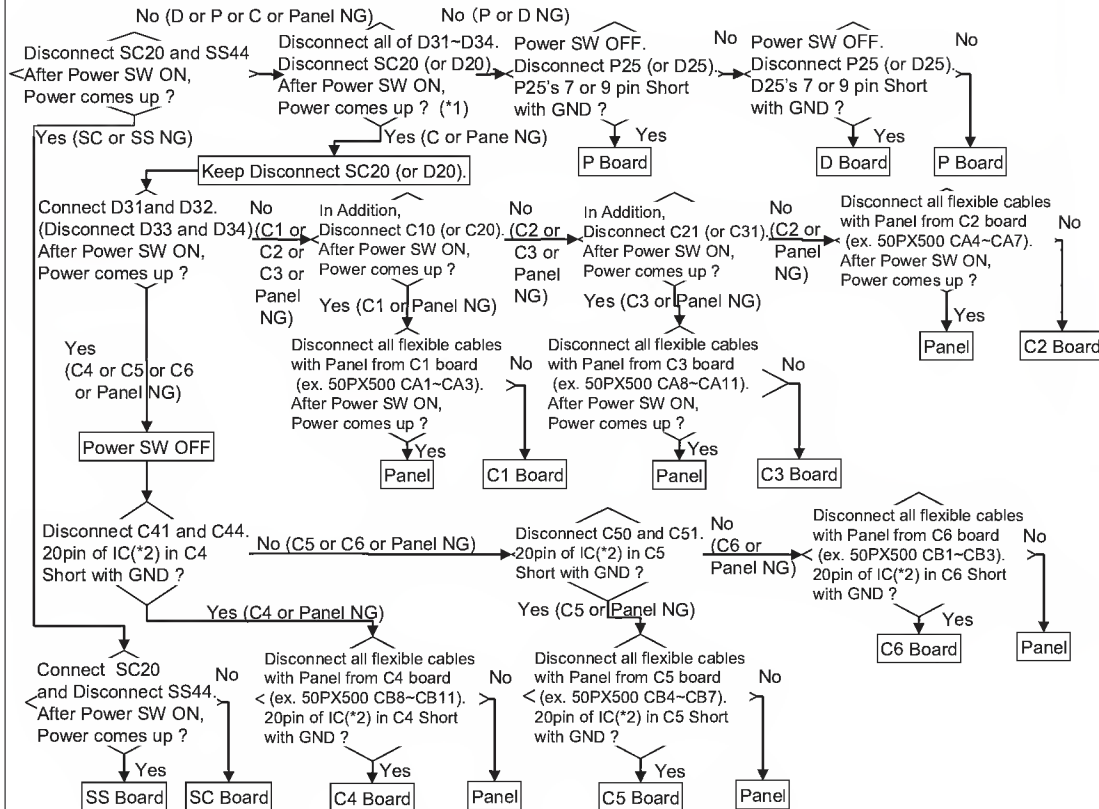 No (D or P or C or Panel NG)
No (P or D NG)
Disconnect SC20 and SS44
After Power SW ON,
Power comes up ?
Disconnect all of D31~D34.
Disconnect SC20 (or D20).
After Power SW ON,
Power comes up ? (*1)
Power SW OFF.
Disconnect P25 (or D25).
P25's 7 or 9 pin Short
with GND ?
No
Power SW OFF.
Disconnect P25 (or D25).
D25's 7 or 9 pin Short
with GND ?
No
Yes (SC or SS NG)
Yes (C or Pane NG)
Yes
P Board
Yes
D Board
P Board
Keep Disconnect SC20 (or D20).
Connect D31and D32.
(Disconnect D33 and D34)
After Power SW ON,
Power comes up ?
No
(C1 or
C2 or
C3 or
Panel
NG)
In Addition,
Disconnect C10 (or C20).
After Power SW ON,
Power comes up ?
No
(C2 or
C3 or
Panel
NG)
In Addition,
Disconnect C21 (or C31).
After Power SW ON,
Power comes up ?
No
(C2 or
Panel
NG)
Disconnect all flexible cables
with Panel from C2 board
(ex. 50PX500 CA4~CA7).
After Power SW ON,
Power comes up ?
No
Yes (C1 or Panel NG)
Yes (C3 or Panel NG)
Yes
Panel
C2 Board
Yes
(C4 or C5 or C6
or Panel NG)
Disconnect all flexible cables
with Panel from C1 board
(ex. 50PX500 CA1~CA3).
After Power SW ON,
Power comes up ?
No
Disconnect all flexible cables
with Panel from C3 board
(ex. 50PX500 CA8~CA11).
After Power SW ON,
Power comes up ?
No
Power SW OFF
Yes
Panel
C1 Board
Yes
Panel
C3 Board
Disconnect C41 and C44.
20pin of IC(*2) in C4
Short with GND ?
No (C5 or C6 or Panel NG)
Disconnect C50 and C51.
20pin of IC(*2) in C5
Short with GND ?
No
(C6 or
Panel NG)
Disconnect all flexible cables
with Panel from C6 board
(ex. 50PX500 CB1~CB3).
20pin of IC(*2) in C6 Short
with GND ?
No
Yes (C4 or Panel NG)
Yes (C5 or Panel NG)
Yes
C6 Board
Panel
Connect SC20
and Disconnect SS44.
After Power SW ON,
Power comes up ?
No
Disconnect all flexible cables
with Panel from C4 board
(ex. 50PX500 CB8~CB11).
20pin of IC(*2) in C4 Short
with GND ?
No
Disconnect all flexible cables
with Panel from C5 board
(ex. 50PX500 CB4~CB7).
20pin of IC(*2) in C5 Short
with GND ?
No
Yes
SS Board
SC Board
Yes
C4 Board
Panel
Yes
C5 Board
Panel